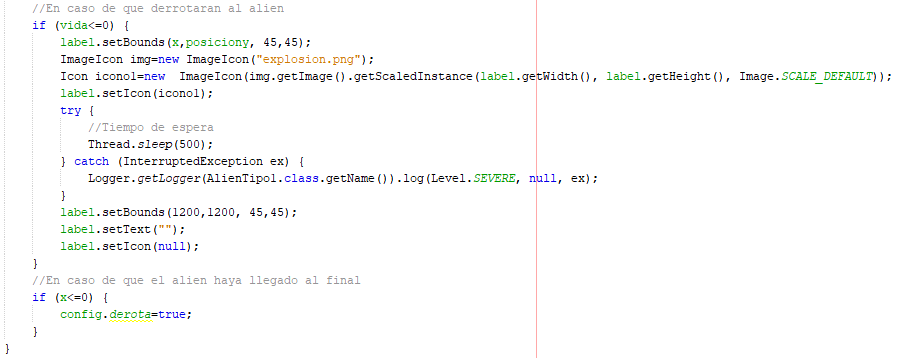 //En caso de que derrotaran al alien
if (vida<=0) {
label.setBounds(x,posiciony, 45,45);
ImageIcon img=new ImageIcon("explosion.png");
Icon icono1=new  ImageIcon(img.getImage().getScaledInstance(label.getWidth(), label.getHeight(), Image.SCALE_DEFAULT));
label.setIcon(icono1);
try {
//Tiempo de espera
Thread.sleep(500);
} catch (InterruptedException ex) {
Logger.getLogger(AlienTipo1.class.getName()).log(Level.SEVERE, null, ex);
}
label.setBounds(1200,1200, 45,45);
label.setText("");
label.setIcon(null);
}
//En caso de que el alien haya llegado al final
if (x<=0) {
config.derota=true;
}
}